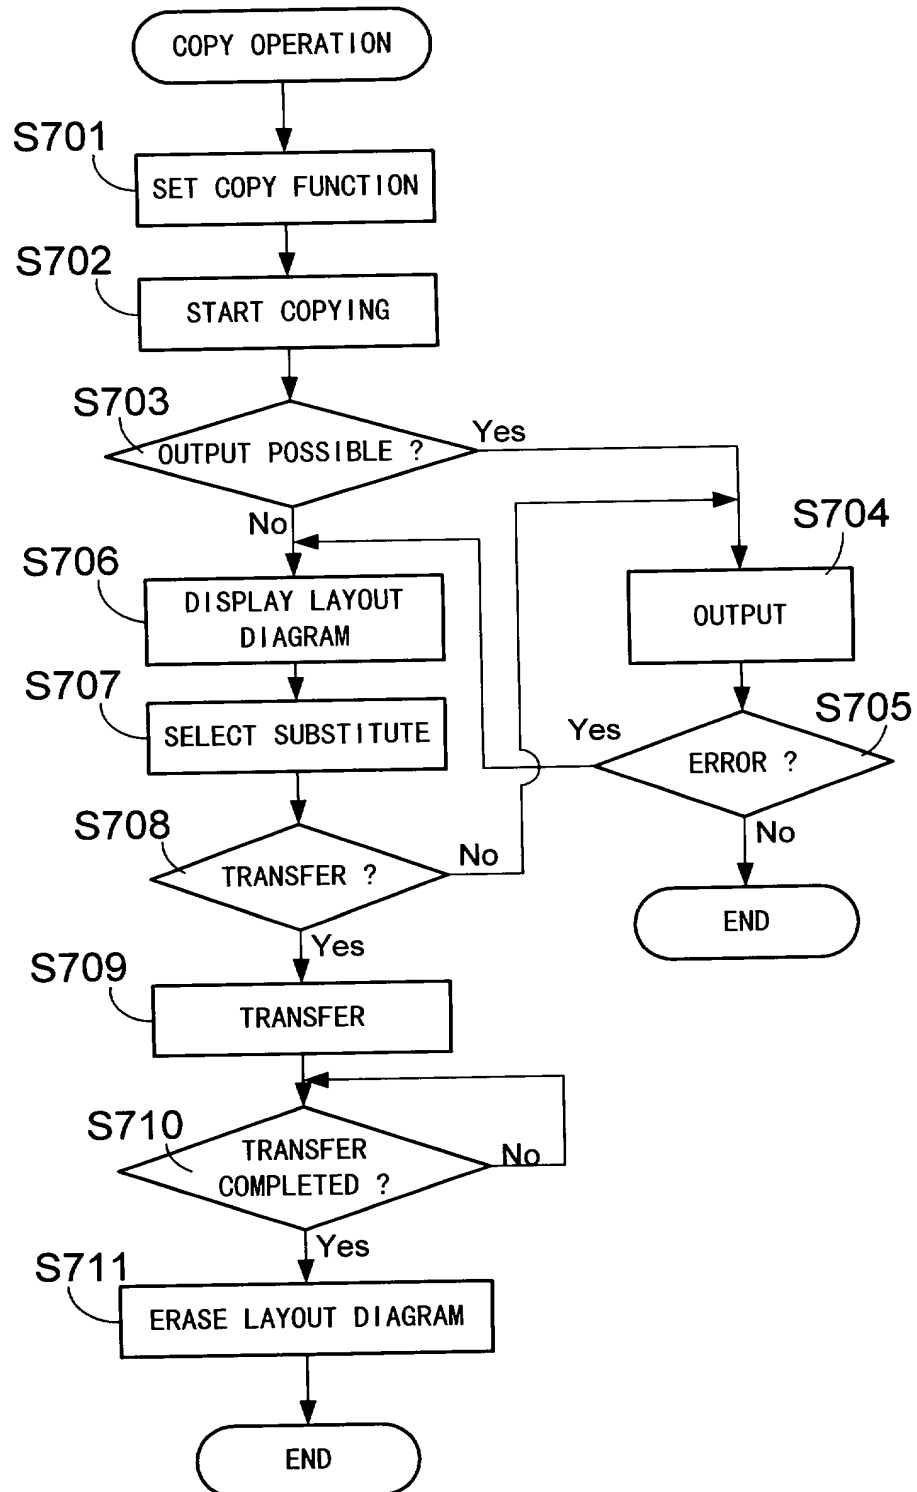 COPY OPERATION
S701
SET COPY FUNCTION
S702
START COPYING
S703
OUTPUT POSSIBLE ?
Yes
No
S704
OUTPUT
S705
ERROR ?
Yes
No
END
S706
DISPLAY LAYOUT
DIAGRAM
S707
SELECT SUBSTITUTE
S708
TRANSFER ?
No
Yes
S709
TRANSFER
S710
TRANSFER
COMPLETED ?
No
Yes
S711
ERASE LAYOUT DIAGRAM
END